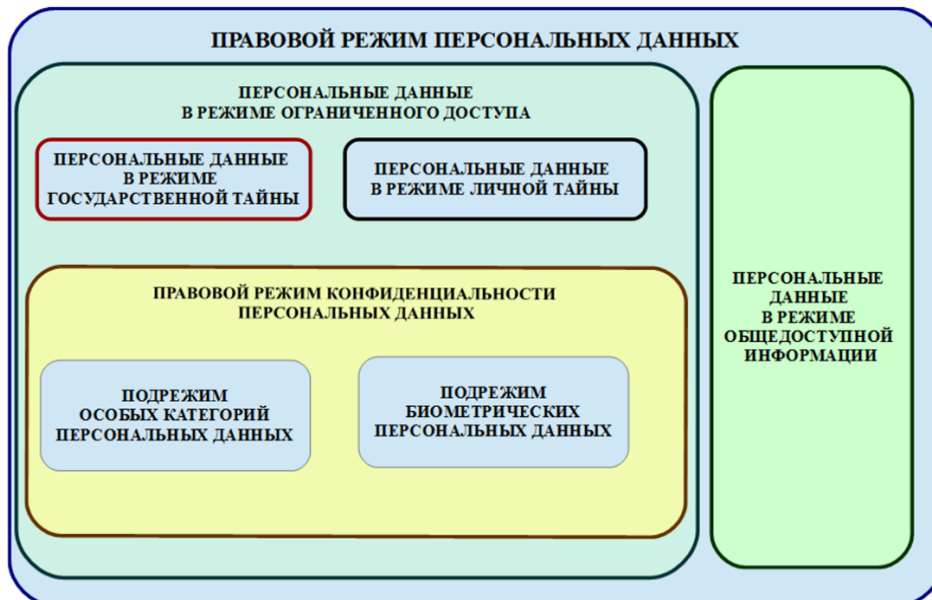 ПРАВОВОЙ РЕЖИМ ПЕРСОНАЛЬНЫХ ДАННЫХ
ПЕРСОНАЛЬНЫЕ ДАННЫЕ
В РЕЖИМЕ ОГРАНИЧЕННОГО ДОСТУПА
ПЕРСОНАЛЬНЫЕ ДАННЫЕ
В РЕЖИМЕ
ГОСУДАРСТВЕННОЙ ТАЙНЫ
ПЕРСОНАЛЬНЫЕ ДАННЫЕ
В РЕЖИМЕ ЛИЧНОЙ ТАЙНЫ
ПРАВОВОЙ РЕЖИМ КОНФИДЕНЦИАЛЬНОСТИ
ПЕРСОНАЛЬНЫХ ДАННЫХ
ПОДРЕЖИМ
ОСОБЫХ КАТЕГОРИЙ
ПЕРСОНАЛЬНЫХ ДАННЫХ
ПОДРЕЖИМ
БИОМЕТРИЧЕСКИХ
ПЕРСОНАЛЬНЫХ ДАННЫХ
ПЕРСОНАЛЬНЫЕ
ДАННЫЕ
В РЕЖИМЕ
ОБЩЕДОСТУПНОЙ
ИНФОРМАЦИИ